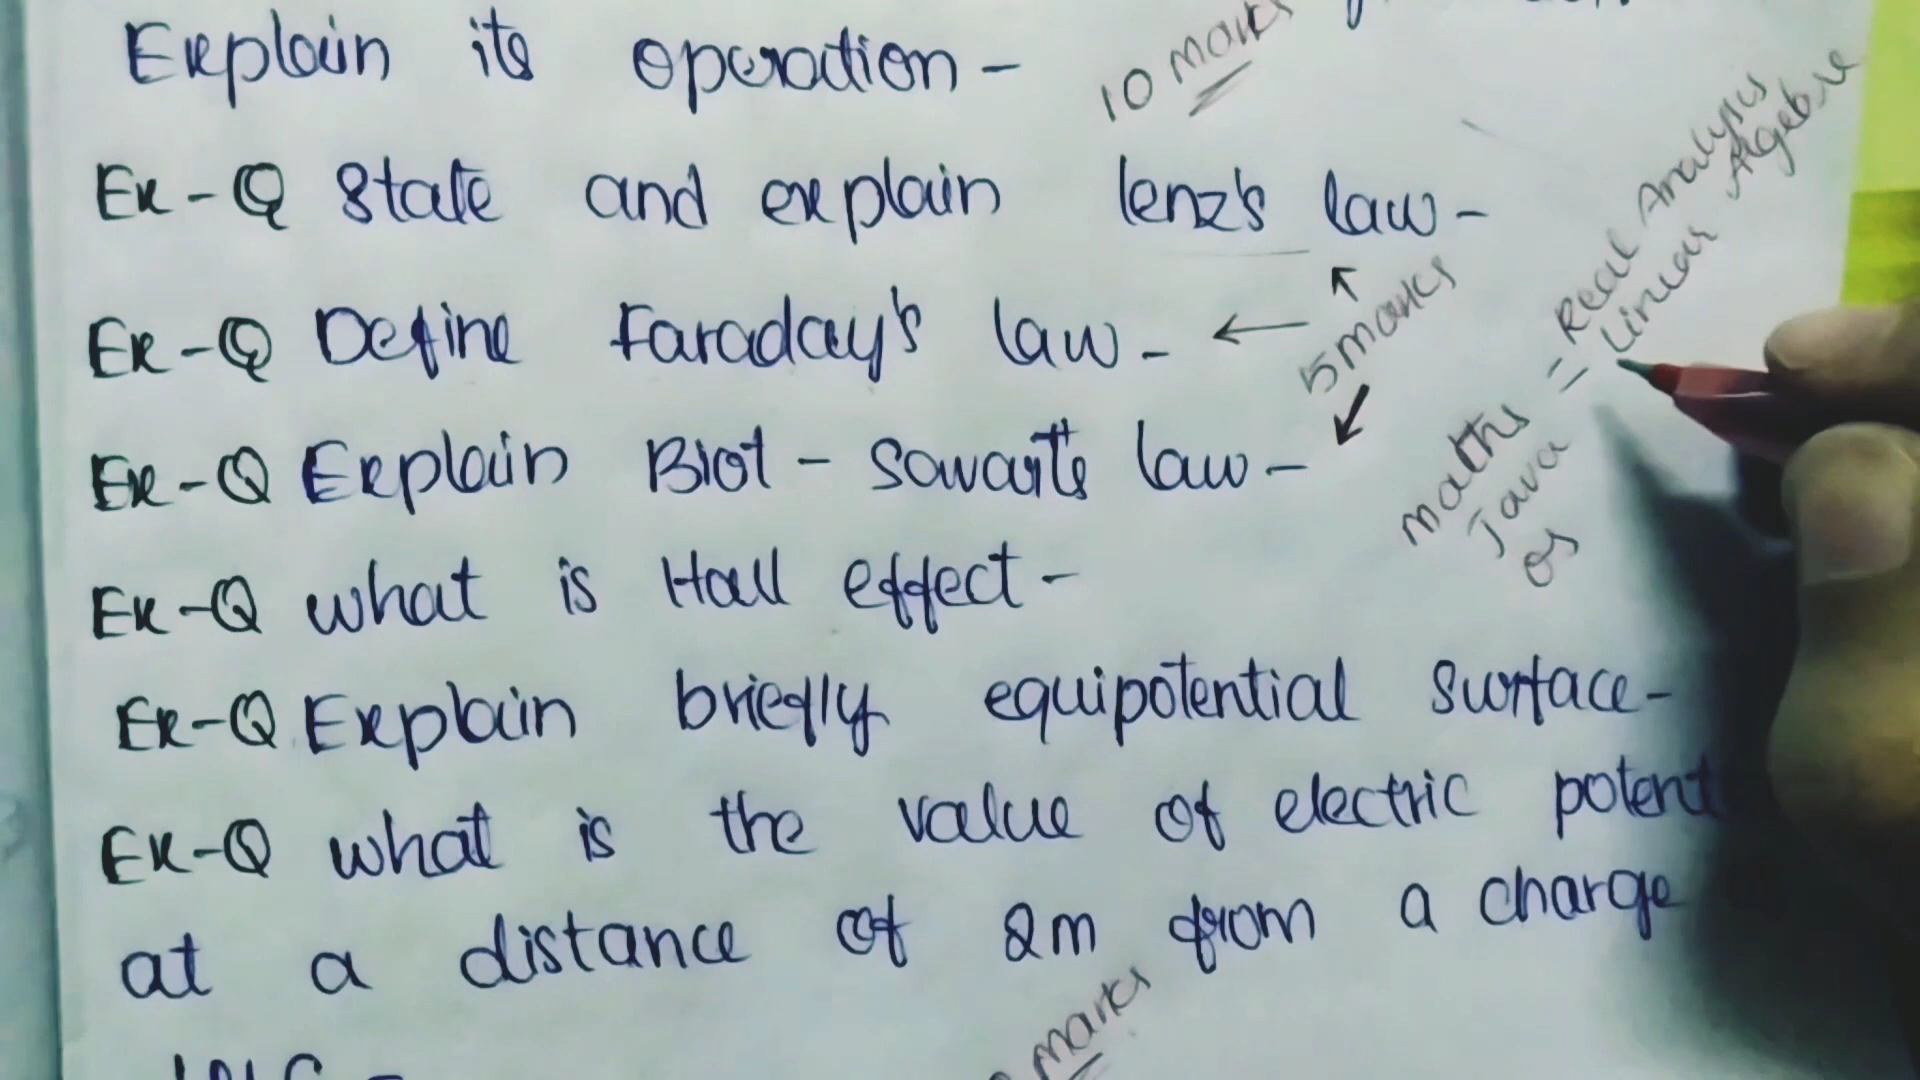 Explain its operation -
10 marks
Ex - Q State and explain lenz's law -
Ex - Q Define Faraday's law -
5 marks
Ex - Q Explain Biot - Savart's law -
maths = Real Analysis
Linear Algebra
Java
OS
Ex - Q what is Hall effect -
Ex - Q Explain briefly equipotential surface -
Ex - Q what is the value of electric potent
at a distance of 2m from a charge
marks